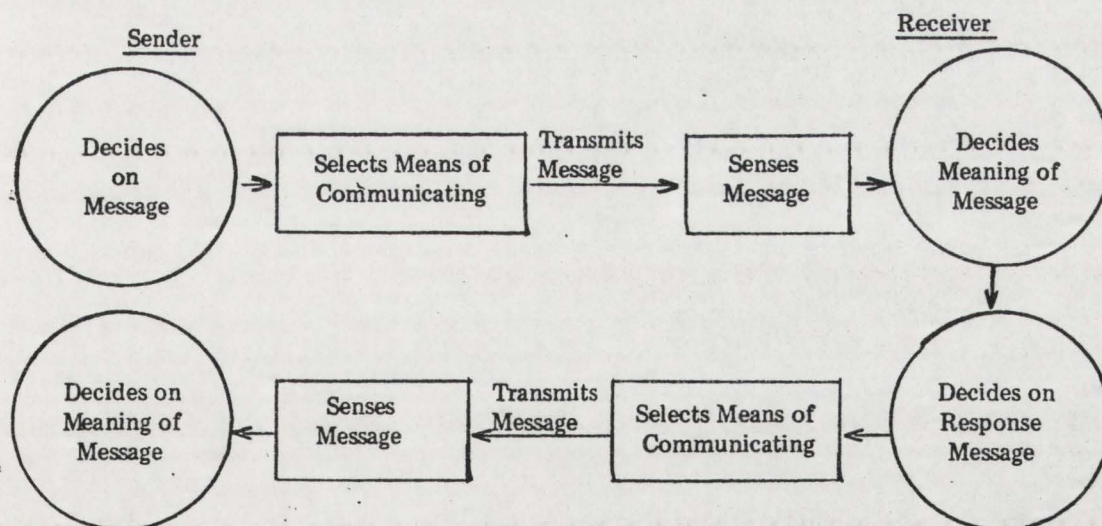 Sender
Receiver
Decides
on
Message
Selects Means of
Communicating
Transmits
Message
Senses
Message
Decides
Meaning of
Message
Decides on
Response
Message
Selects Means of
Communicating
Transmits
Message
Senses
Message
Decides on
Meaning of
Message